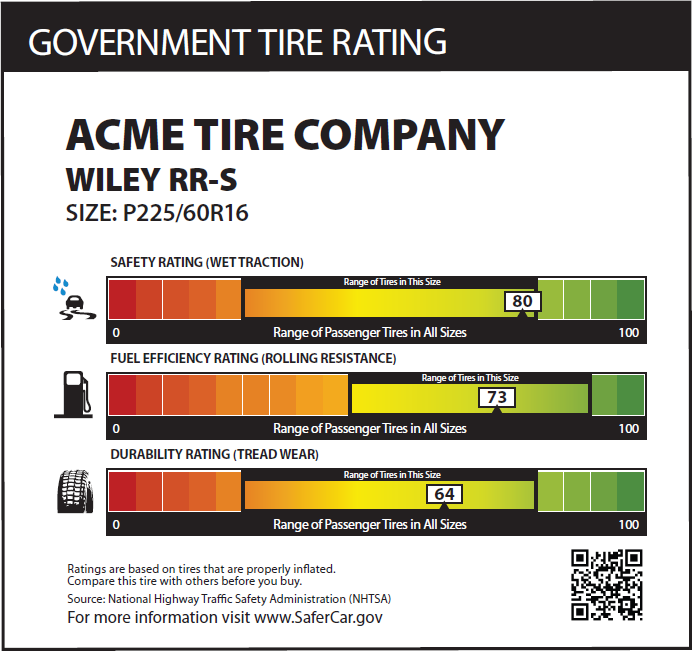 GOVERNMENT TIRE RATING
ACME TIRE COMPANY
WILEY RR-S
SIZE: P225/60R16
SAFETY RATING (WET TRACTION)
Range of Tires in This Size
80
0 Range of Passenger Tires in All Sizes 100
FUEL EFFICIENCY RATING (ROLLING RESISTANCE)
Range of Tires in This Size
73
0 Range of Passenger Tires in All Sizes 100
DURABILITY RATING (TREAD WEAR)
Range of Tires in This Size
64
0 Range of Passenger Tires in All Sizes 100
Ratings are based on tires that are properly inflated.
Compare this tire with others before you buy.
Source: National Highway Traffic Safety Administration (NHTSA)
For more information visit www.SaferCar.gov